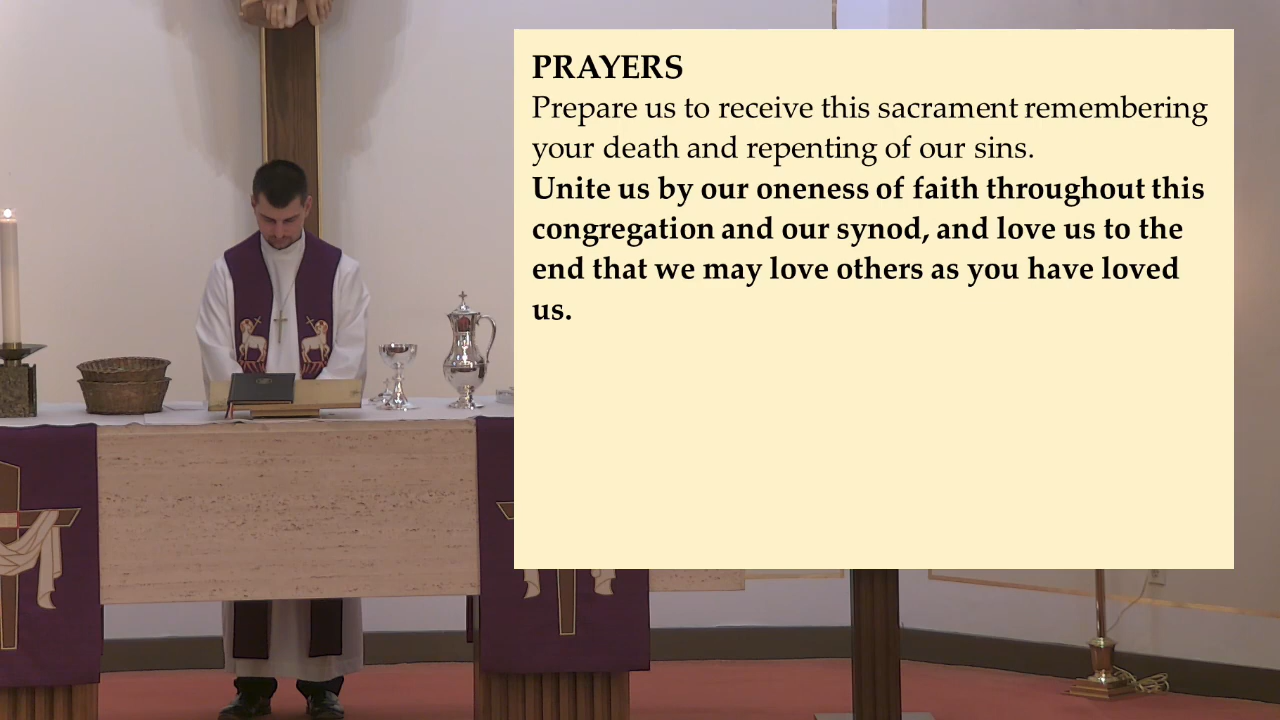 PRAYERS
Prepare us to receive this sacrament remembering
your death and repenting of our sins.
Unite us by our oneness of faith throughout this
congregation and our synod, and love us to the
end that we may love others as you have loved
us.